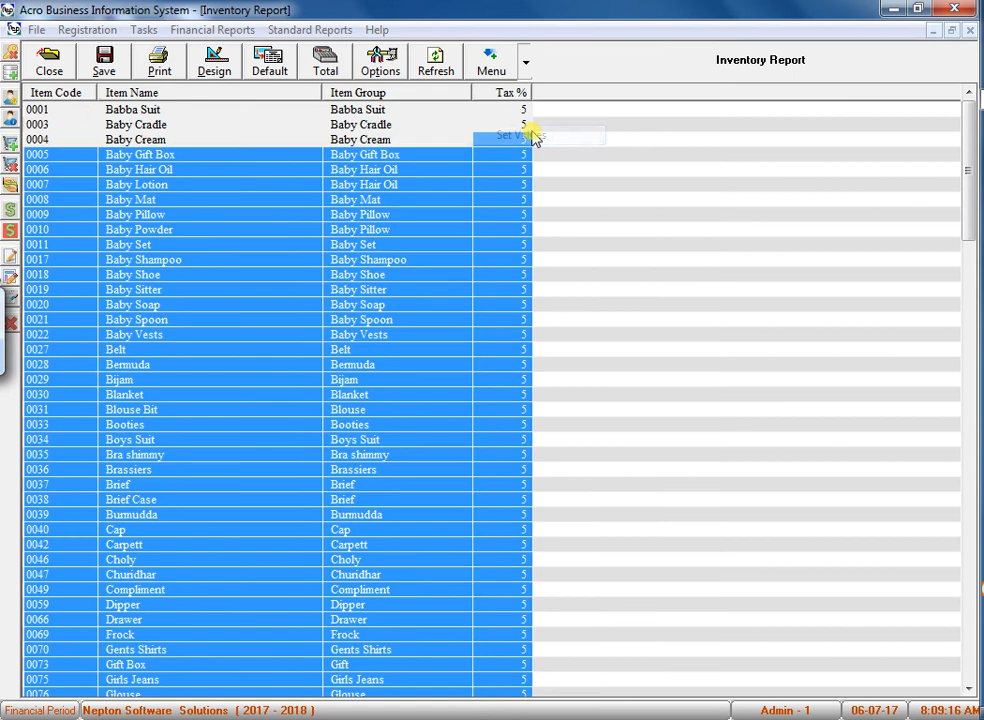 Acro Business Information System - [Inventory Report]
File Registration Tasks Financial Reports Standard Reports Help
Close Save Print Design Default Total Options Refresh Menu
Inventory Report
Item Code Item Name Item Group Tax %
0001 Babba Suit Babba Suit 5
0003 Baby Cradle Baby Cradle 5
0004 Baby Cream Baby Cream
0005 Baby Gift Box Baby Gift Box 5
0006 Baby Hair Oil Baby Hair Oil 5
0007 Baby Lotion Baby Hair Oil 5
0008 Baby Mat Baby Mat 5
0009 Baby Pillow Baby Pillow 5
0010 Baby Powder Baby Pillow 5
0011 Baby Set Baby Set 5
0017 Baby Shampoo Baby Shampoo 5
0018 Baby Shoe Baby Shoe 5
0019 Baby Sitter Baby Sitter 5
0020 Baby Soap Baby Soap 5
0021 Baby Spoon Baby Spoon 5
0022 Baby Vests Baby Vests 5
0027 Belt Belt 5
0028 Bermuda Bermuda 5
0029 Bijam Bijam 5
0030 Blanket Blanket 5
0031 Blouse Bit Blouse 5
0033 Booties Booties 5
0034 Boys Suit Boys Suit 5
0035 Bra shimmy Bra shimmy 5
0036 Brassiers Brassiers 5
0037 Brief Brief 5
0038 Brief Case Brief 5
0039 Burmudda Burmudda 5
0040 Cap Cap 5
0042 Carpett Carpett 5
0046 Choly Choly 5
0047 Churidhar Churidhar 5
0049 Compliment Compliment 5
0059 Dipper Dipper 5
0066 Drawer Drawer 5
0069 Frock Frock 5
0070 Gents Shirts Gents Shirts 5
0073 Gift Box Gift 5
0075 Girls Jeans Girls Jeans 5
0076 Glouse Glouse 5
Financial Period Nepton Software Solutions ( 2017 - 2018 ) Admin - 1 06-07-17 8:09:16 AM